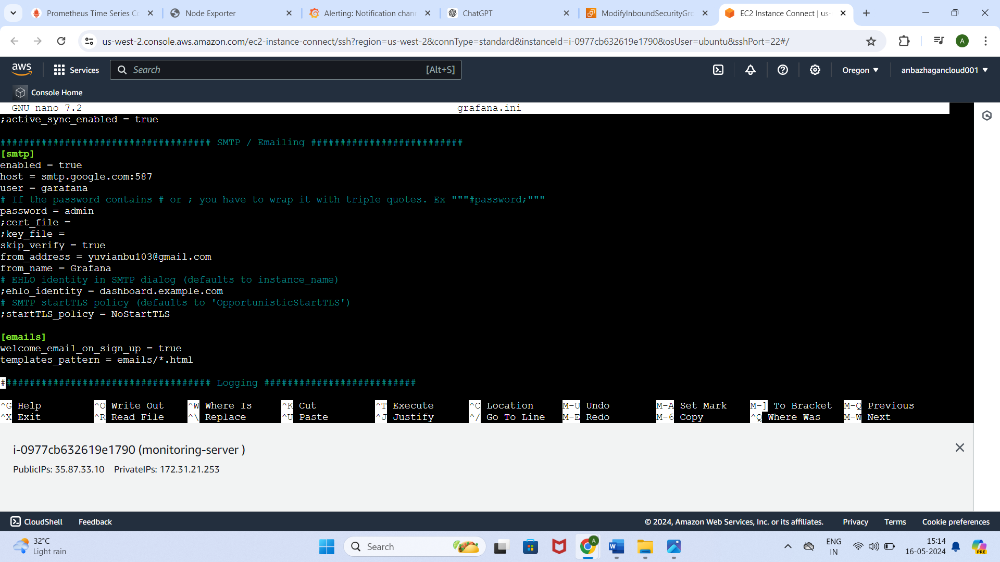 Prometheus Time Series Co
Node Exporter
Alerting: Notification chann
ChatGPT
ModifyInboundSecurityGro
EC2 Instance Connect | us-
us-west-2.console.aws.amazon.com/ec2-instance-connect/ssh?region=us-west-2&connType=standard&instanceId=i-0977cb632619e1790&osUser=ubuntu&sshPort=22#/
A
aws
Services
Search [Alt+S]
Oregon
anbazhagancloud001
Console Home
GNU nano 7.2 grafana.ini
;active_sync_enabled = true
#################################### SMTP / Emailing ##########################
[smtp]
enabled = true
host = smtp.google.com:587
user = garafana
# If the password contains # or ; you have to wrap it with triple quotes. Ex """#password;"""
password = admin
;cert_file =
;key_file =
skip_verify = true
from_address = yuvianbu103@gmail.com
from_name = Grafana
# EHLO identity in SMTP dialog (defaults to instance_name)
;ehlo_identity = dashboard.example.com
# SMTP startTLS policy (defaults to 'OpportunisticStartTLS')
;startTLS_policy = NoStartTLS
[emails]
welcome_email_on_sign_up = true
templates_pattern = emails/*.html
#################################### Logging ##########################
^G Help ^O Write Out ^W Where Is ^K Cut ^T Execute ^C Location M-U Undo M-A Set Mark M-] To Bracket M-Q Previous
^X Exit ^R Read File ^\ Replace ^U Paste ^J Justify ^/ Go To Line M-E Redo M-6 Copy ^Q Where Was M-W Next
i-0977cb632619e1790 (monitoring-server )
PublicIPs: 35.87.33.10 PrivateIPs: 172.31.21.253
CloudShell Feedback © 2024, Amazon Web Services, Inc. or its affiliates. Privacy Terms Cookie preferences
32°C
Light rain
Search
A
W
ENG
IN
15:14
16-05-2024
PRE